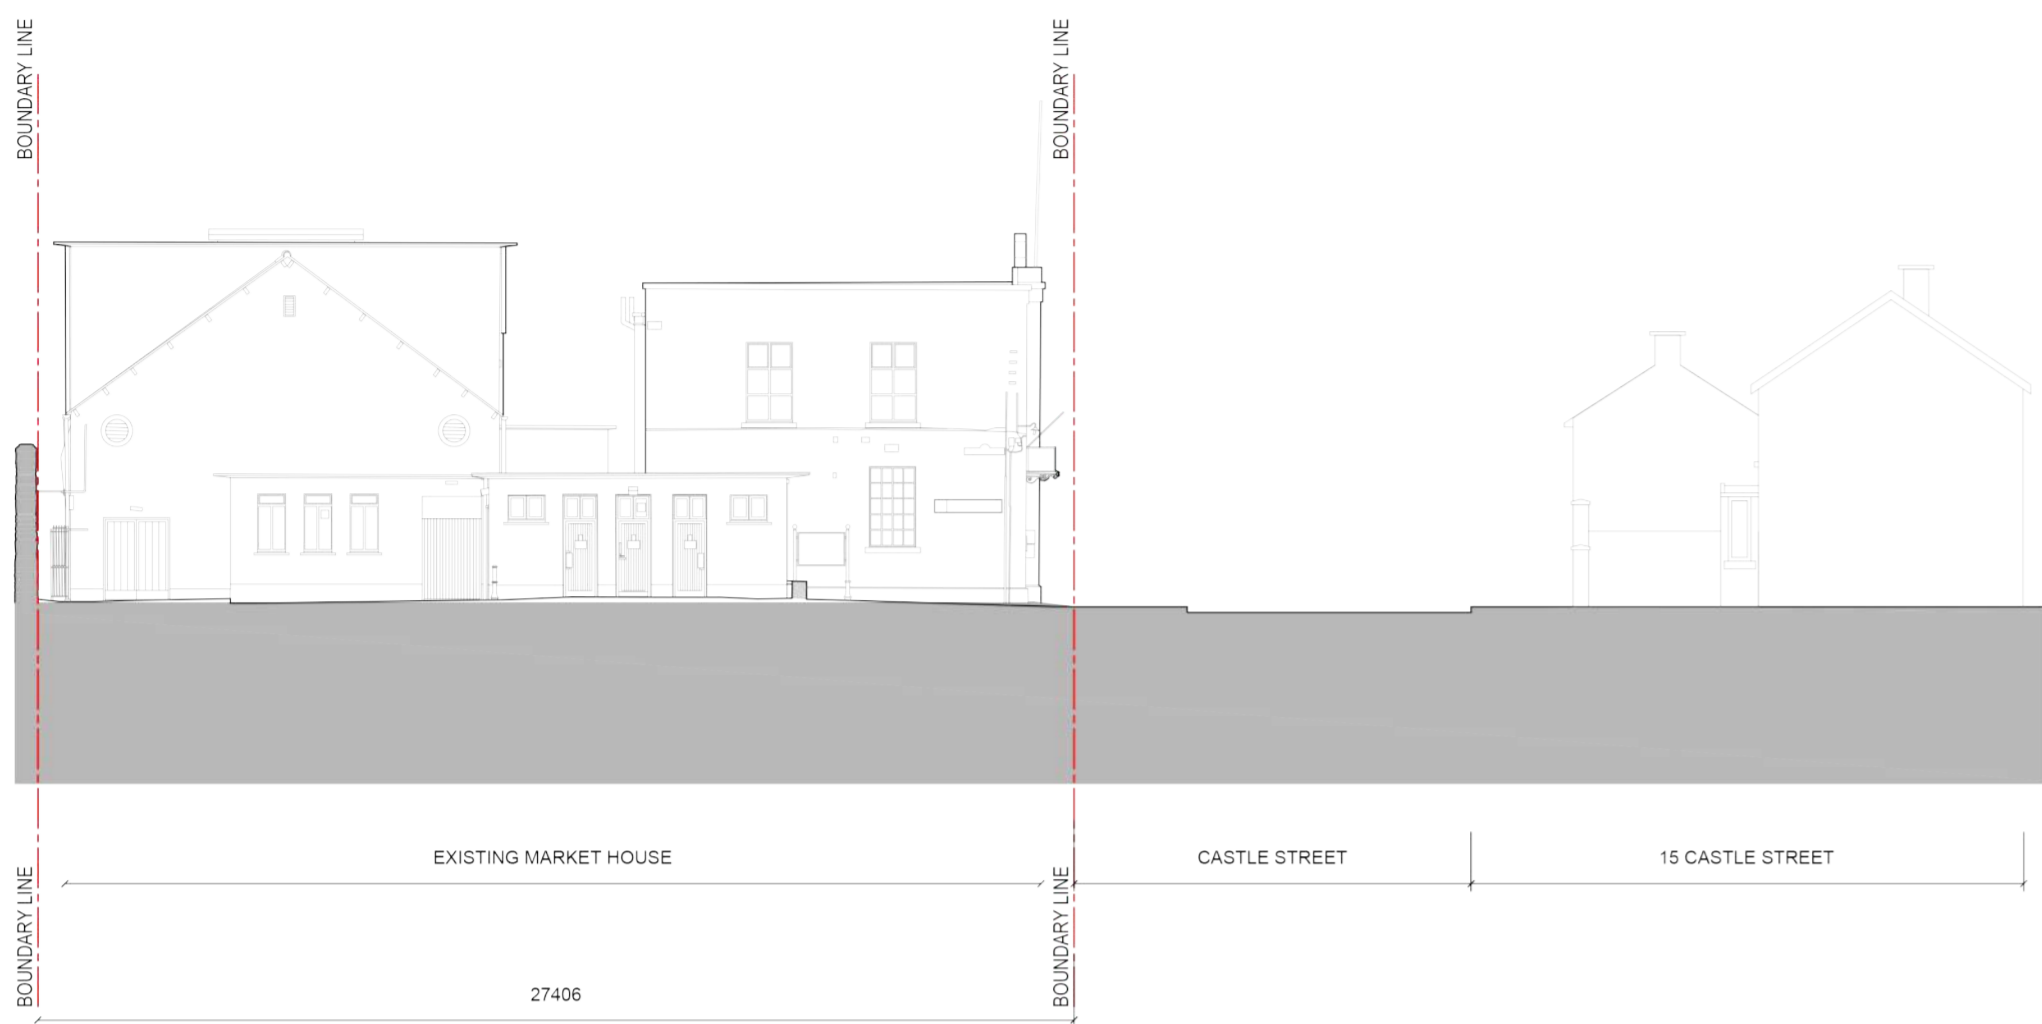 BOUNDARY LINE
BOUNDARY LINE
EXISTING MARKET HOUSE
CASTLE STREET
15 CASTLE STREET
BOUNDARY LINE
BOUNDARY LINE
27406